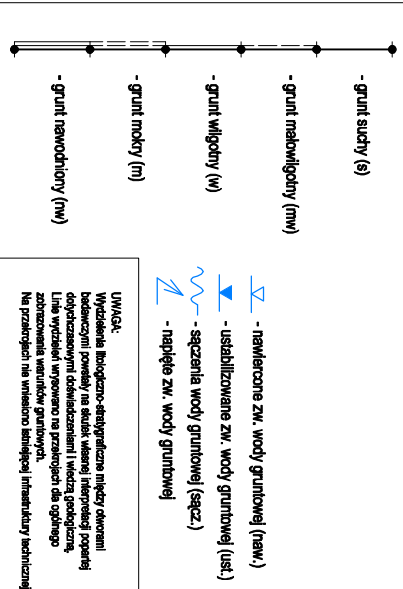 - grunt suchy (s)
- grunt małowilgotny (mw)
- grunt wilgotny (w)
- grunt mokry (m)
- grunt nawodniony (nw)
- nawiercone zw. wody gruntowej (naw.)
- ustabilizowane zw. wody gruntowej (ust.)
- sączenia wody gruntowej (sącz.)
- napięte zw. wody gruntowej
UWAGA:
Wydzielenia litologiczno-stratygraficzne między otworami
badawczymi powstały na skutek własnej interpretacji popartej
dotychczasowymi doświadczeniami i wiedzą geologiczną.
Linie wydzieleń wrysowano na przekrojach dla ogólnego
zobrazowania warunków gruntowych.
Na przekrojach nie wniesiono istniejącej infrastruktury technicznej